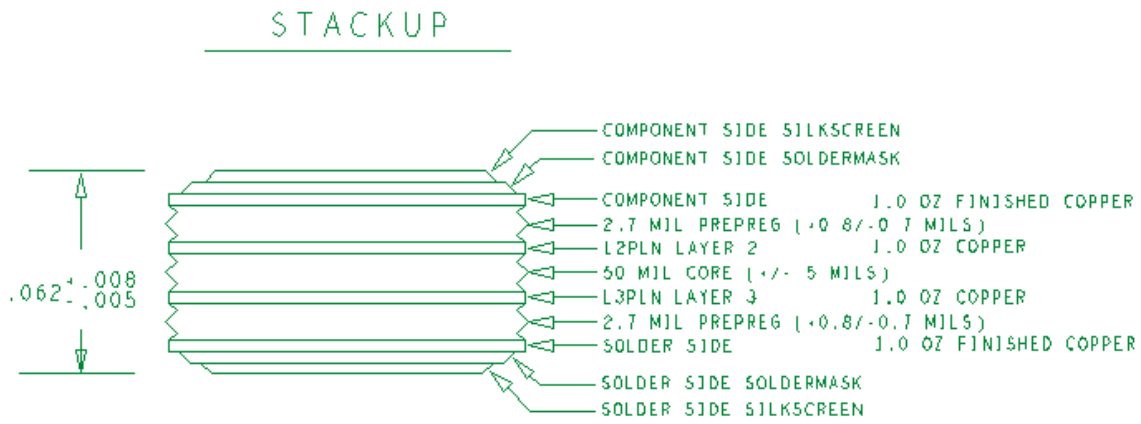 STACKUP
COMPONENT SIDE SILKSCREEN
COMPONENT SIDE SOLDERMASK
COMPONENT SIDE 1.0 OZ FINISHED COPPER
2.7 MIL PREPREG (+0.8/-0.7 MILS)
L2PLN LAYER 2 1.0 OZ COPPER
50 MIL CORE (+/- 5 MILS)
.062 + .008
- .005
L3PLN LAYER 3 1.0 OZ COPPER
2.7 MIL PREPREG (+0.8/-0.7 MILS)
SOLDER SIDE 1.0 OZ FINISHED COPPER
SOLDER SIDE SOLDERMASK
SOLDER SIDE SILKSCREEN